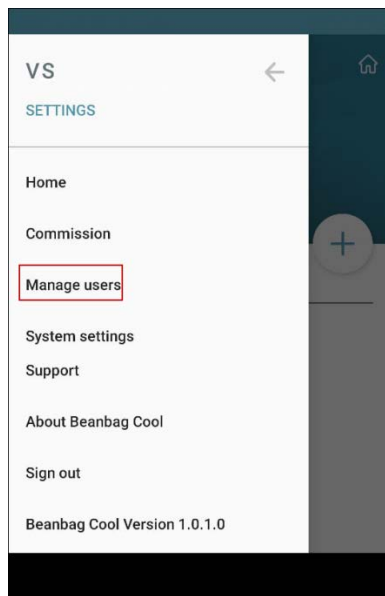 VS
SETTINGS
Home
Commission
Manage users
System settings
Support
About Beanbag Cool
Sign out
Beanbag Cool Version 1.0.1.0